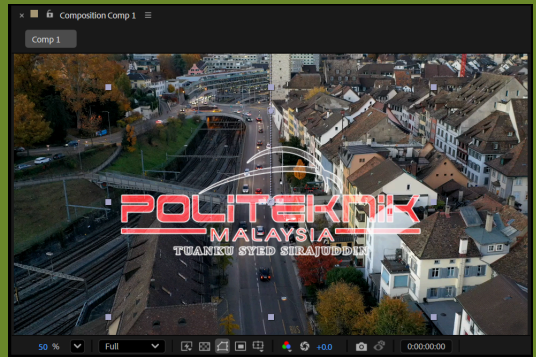 Composition Comp 1
Comp 1
POLITEKNIK
MALAYSIA
TUANKU SYED SIRAJUDDIN
50 % Full +0.0 0:00:00:00